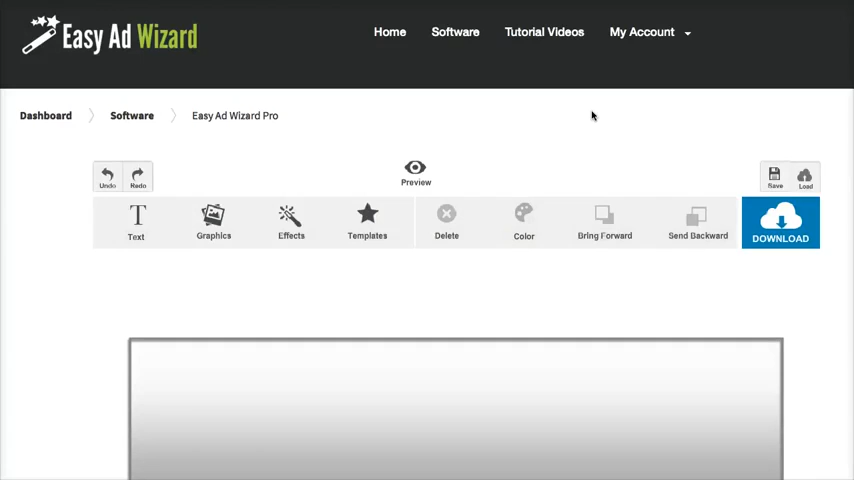 Easy Ad Wizard
Home Software Tutorial Videos My Account
Dashboard Software Easy Ad Wizard Pro
Undo Redo Preview Save Load
Text Graphics Effects Templates Delete Color Bring Forward Send Backward DOWNLOAD